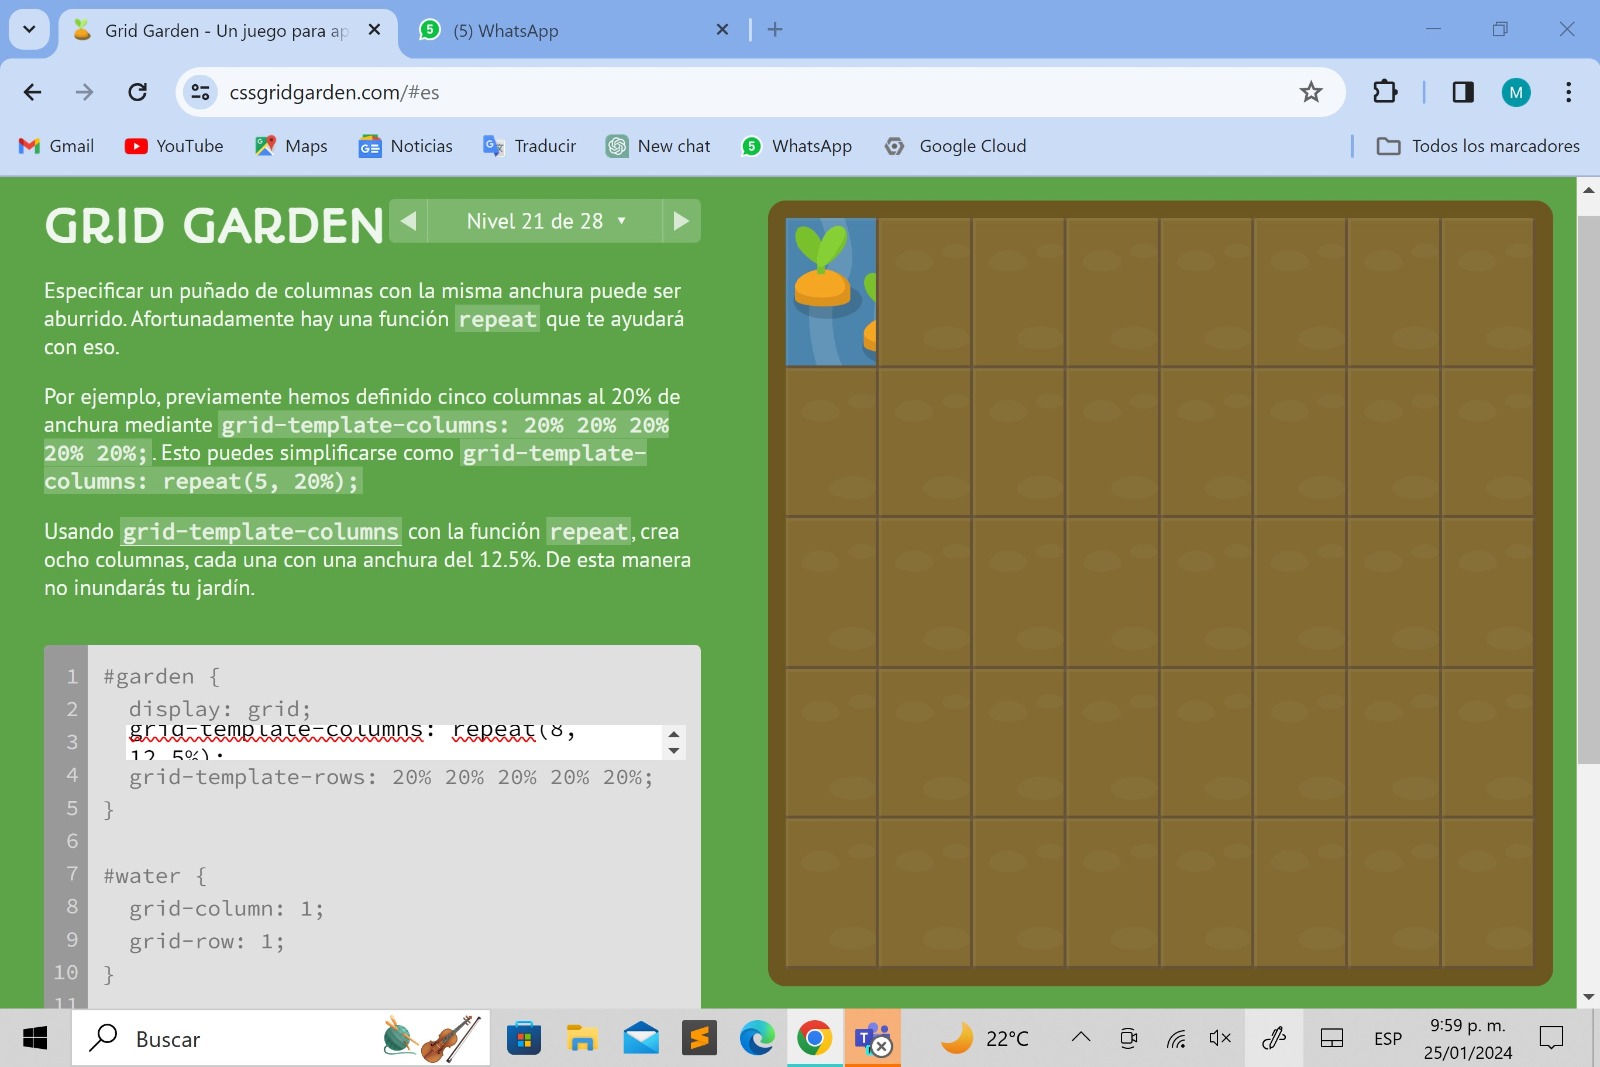 Grid Garden - Un juego para ap
(5) WhatsApp
cssgridgarden.com/#es
M
Gmail
YouTube
Maps
Noticias
Traducir
New chat
WhatsApp
Google Cloud
Todos los marcadores
GRID GARDEN
Nivel 21 de 28
Especificar un puñado de columnas con la misma anchura puede ser
aburrido. Afortunadamente hay una función repeat que te ayudará
con eso.
Por ejemplo, previamente hemos definido cinco columnas al 20% de
anchura mediante grid-template-columns: 20% 20% 20%
20% 20%;. Esto puedes simplificarse como grid-template-
columns: repeat(5, 20%);
Usando grid-template-columns con la función repeat, crea
ocho columnas, cada una con una anchura del 12.5%. De esta manera
no inundarás tu jardín.
1 #garden {
2 display: grid;
3 grid-template-columns: repeat(8,
12.5%);
4 grid-template-rows: 20% 20% 20% 20% 20%;
5 }
6
7 #water {
8 grid-column: 1;
9 grid-row: 1;
10 }
11
Buscar
22°C
ESP
9:59 p. m.
25/01/2024